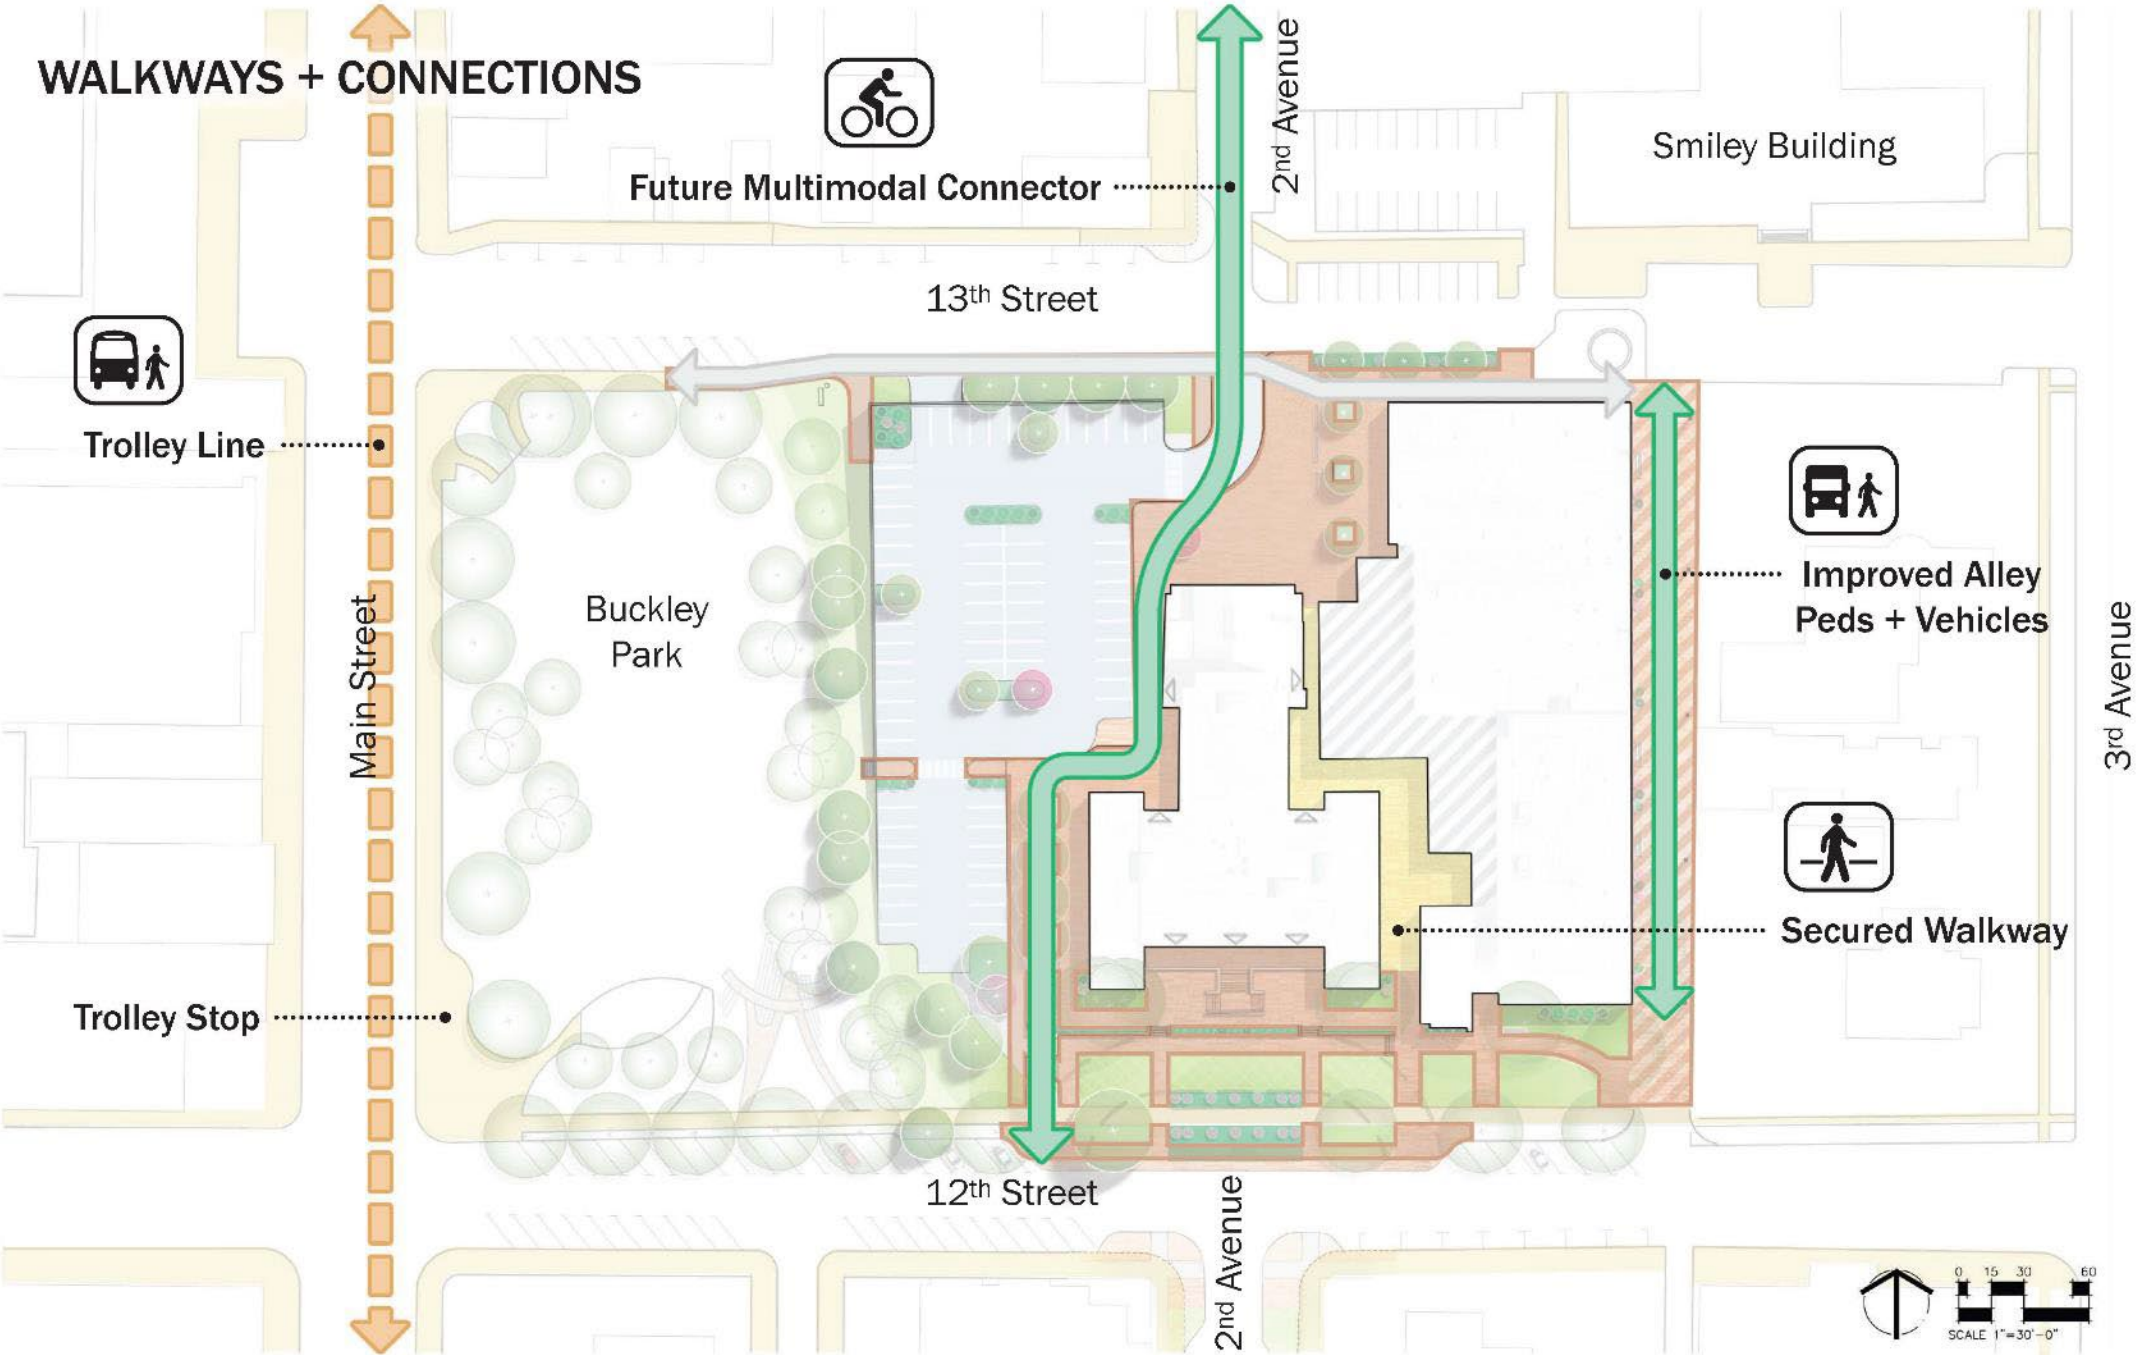 WALKWAYS + CONNECTIONS
2nd Avenue
Smiley Building
Future Multimodal Connector
13th Street
Trolley Line
Improved Alley
Peds + Vehicles
Buckley
Park
Main Street
3rd Avenue
Secured Walkway
Trolley Stop
12th Street
2nd Avenue
0 15 30 60
SCALE 1"=30'-0"